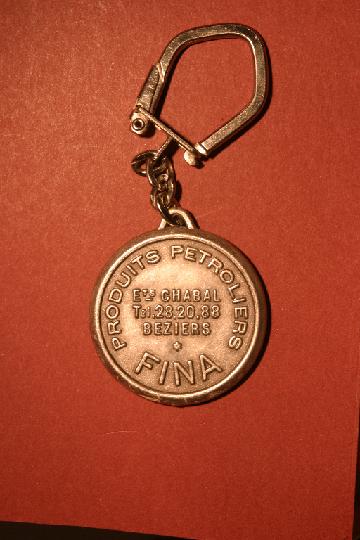 PRODUITS PETROLIERS
ETS CHABAL
Tél.28,20,88
BEZIERS
FINA